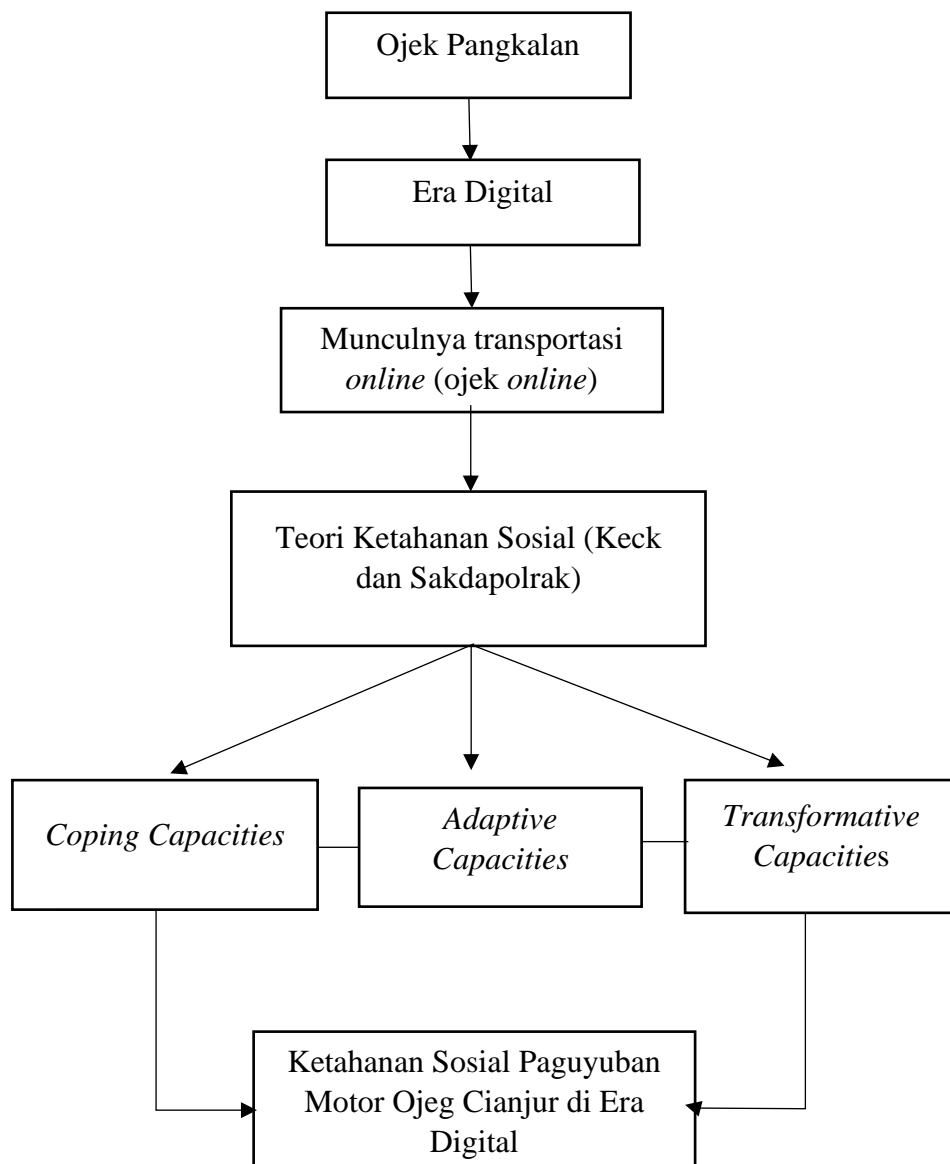 Ojek Pangkalan
Era Digital
Munculnya transportasi
online (ojek online)
Teori Ketahanan Sosial (Keck
dan Sakdapolrak)
Coping Capacities
Adaptive
Capacities
Transformative
Capacities
Ketahanan Sosial Paguyuban
Motor Ojeg Cianjur di Era
Digital